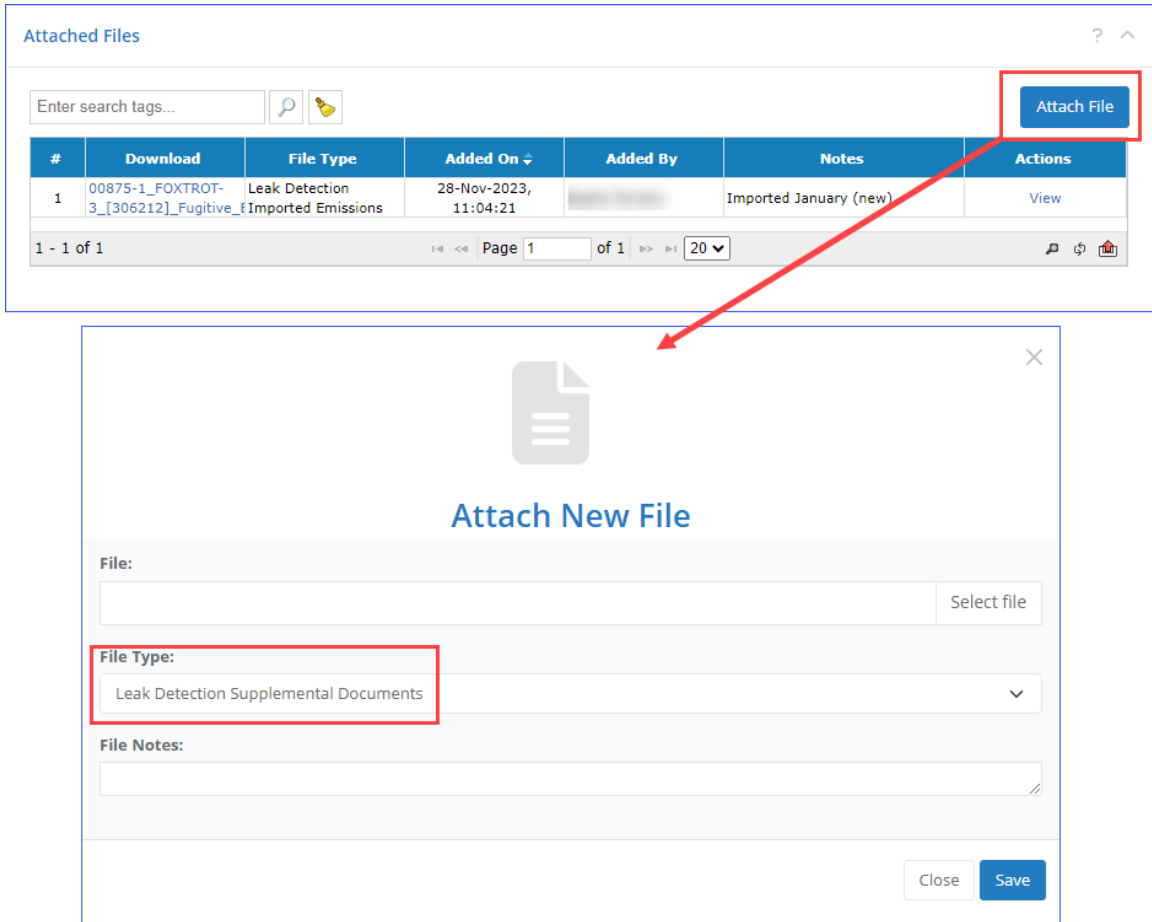 Attached Files
?
Enter search tags...
Attach File
# Download File Type Added On Added By Notes Actions
1 00875-1_FOXTROT- Leak Detection 28-Nov-2023, Imported January (new) View
3_[306212]_Fugitive_ Imported Emissions 11:04:21
1 - 1 of 1 Page 1 of 1 20
Attach New File
File:
Select file
File Type:
Leak Detection Supplemental Documents
File Notes:
Close Save